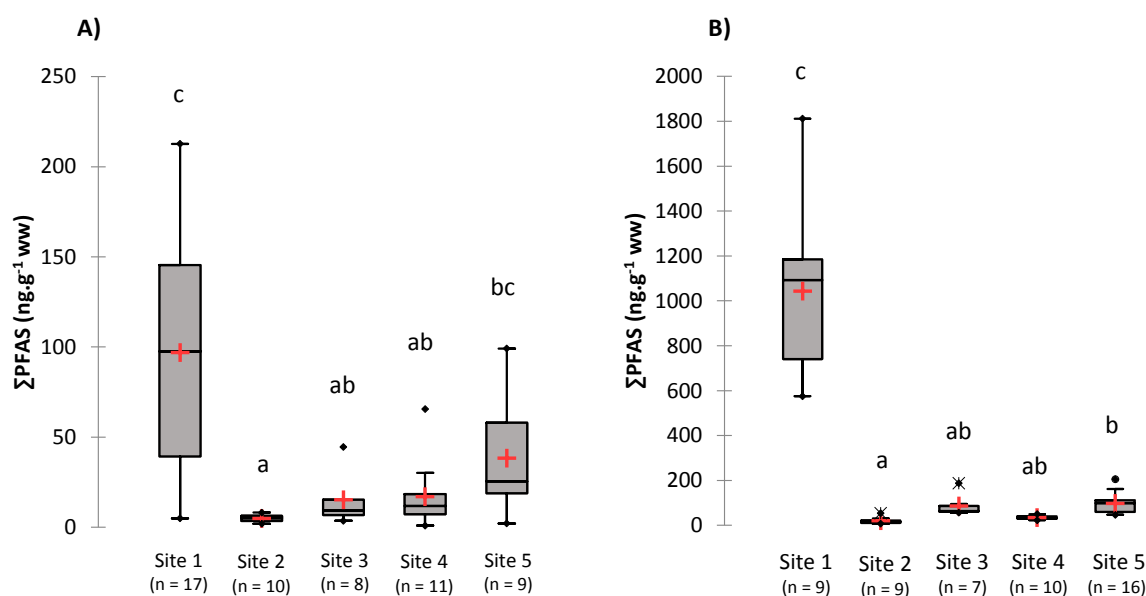 A)
∑PFAS (ng.g⁻¹ ww)
250
200
150
100
50
0
c
a
ab
ab
bc
Site 1 Site 2 Site 3 Site 4 Site 5
(n = 17) (n = 10) (n = 8) (n = 11) (n = 9)
B)
∑PFAS (ng.g⁻¹ ww)
2000
1800
1600
1400
1200
1000
800
600
400
200
0
c
a
ab
ab
b
Site 1 Site 2 Site 3 Site 4 Site 5
(n = 9) (n = 9) (n = 7) (n = 10) (n = 16)